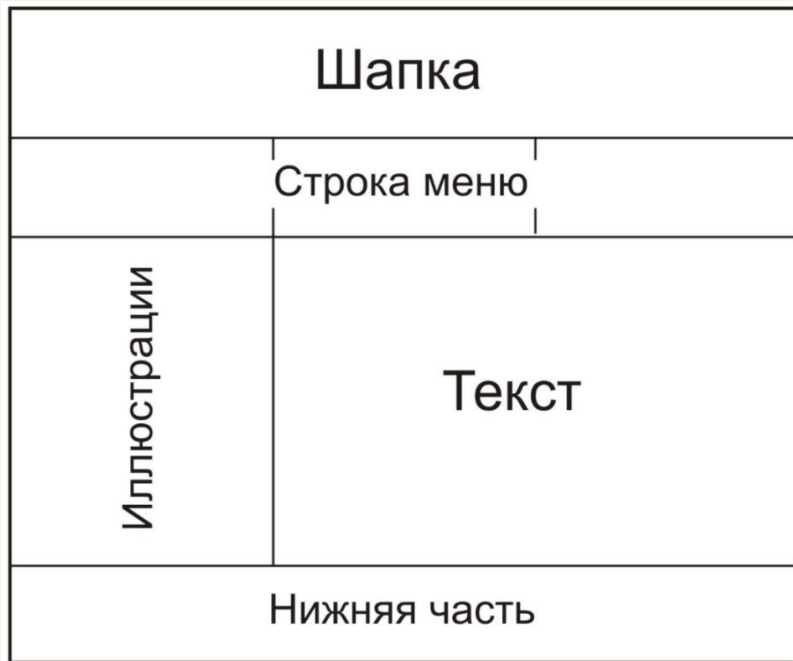 Шапка
Строка меню
Иллюстрации
Текст
Нижняя часть